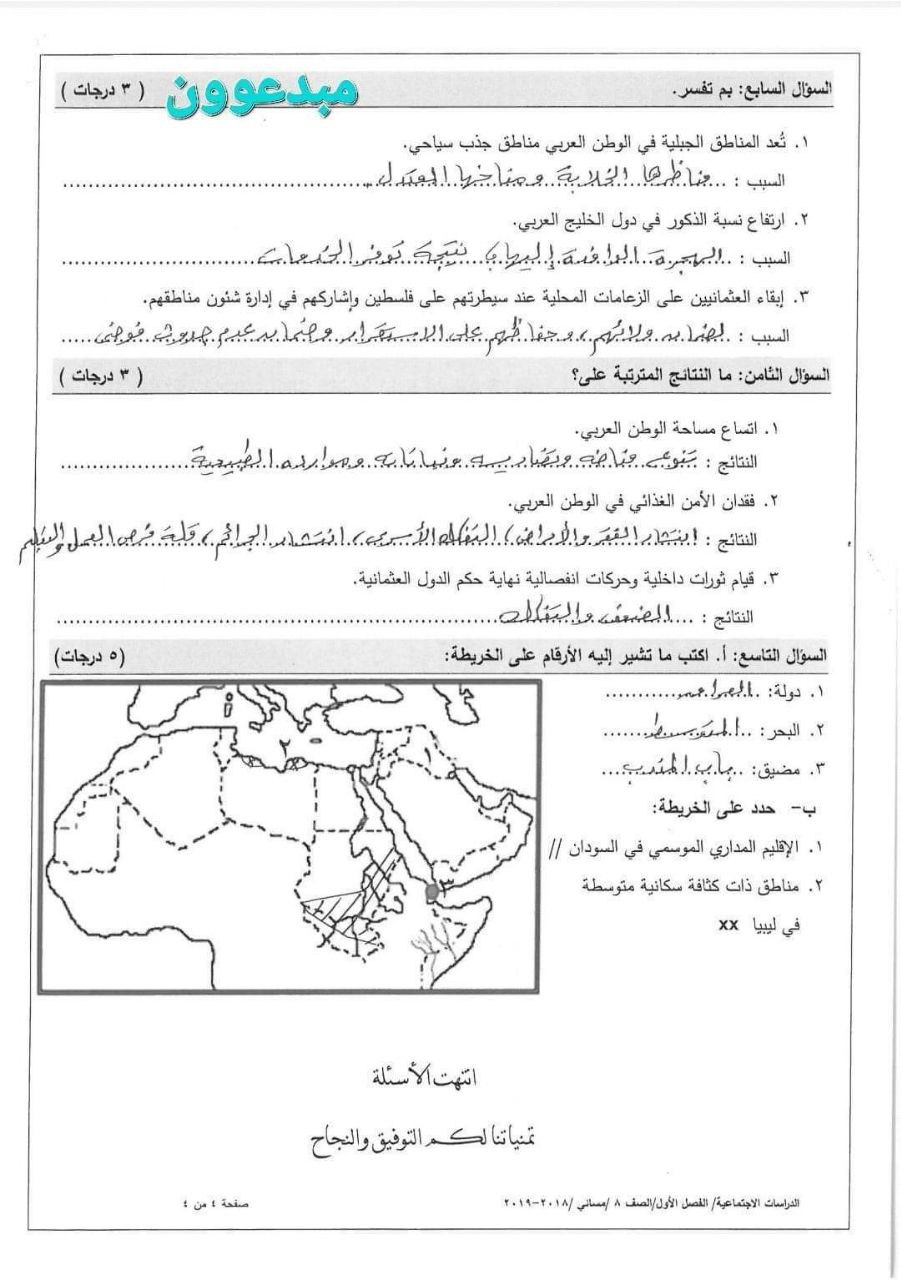 السؤال السابع: بم تفسر. مبدعوون ( ٣ درجات )
١. تُعد المناطق الجبلية في الوطن العربي مناطق جذب سياحي.
السبب : مناظرها الخلابة ومناخها المعتدل
٢. ارتفاع نسبة الذكور في دول الخليج العربي.
السبب : الهجرة الوافدة إليها نتيجة توفر الخدمات
٣. إبقاء العثمانيين على الزعامات المحلية عند سيطرتهم على فلسطين وإشاركهم في إدارة شئون مناطقهم.
السبب : لضمان ولائهم، وحفاظهم على الاستقرار وضمان عدم حدوث فوضى
السؤال الثامن: ما النتائج المترتبة على؟ ( ٣ درجات )
١. اتساع مساحة الوطن العربي.
النتائج : تنوع مناخه وتضاريسه ونباتاته وموارده الطبيعية
٢. فقدان الأمن الغذائي في الوطن العربي.
النتائج : انتشار الفقر والأمراض، التفكك الأسري، انتشار الجرائم، قلة فرص العمل والتعليم
٣. قيام ثورات داخلية وحركات انفصالية نهاية حكم الدول العثمانية.
النتائج : الضعف والتفكك
السؤال التاسع: أ. اكتب ما تشير إليه الأرقام على الخريطة: (٥ درجات)
١. دولة: العراق
٢. البحر: المتوسط
٣. مضيق: باب المندب
ب- حدد على الخريطة:
١. الإقليم المداري الموسمي في السودان //
٢. مناطق ذات كثافة سكانية متوسطة
في ليبيا xx
١
٢
٣
انتهت الأسئلة
تمنياتنا لكم التوفيق والنجاح
الدراسات الاجتماعية/ الفصل الأول/الصف ٨ /مسائي /٢٠١٨-٢٠١٩
صفحة ٤ من ٤